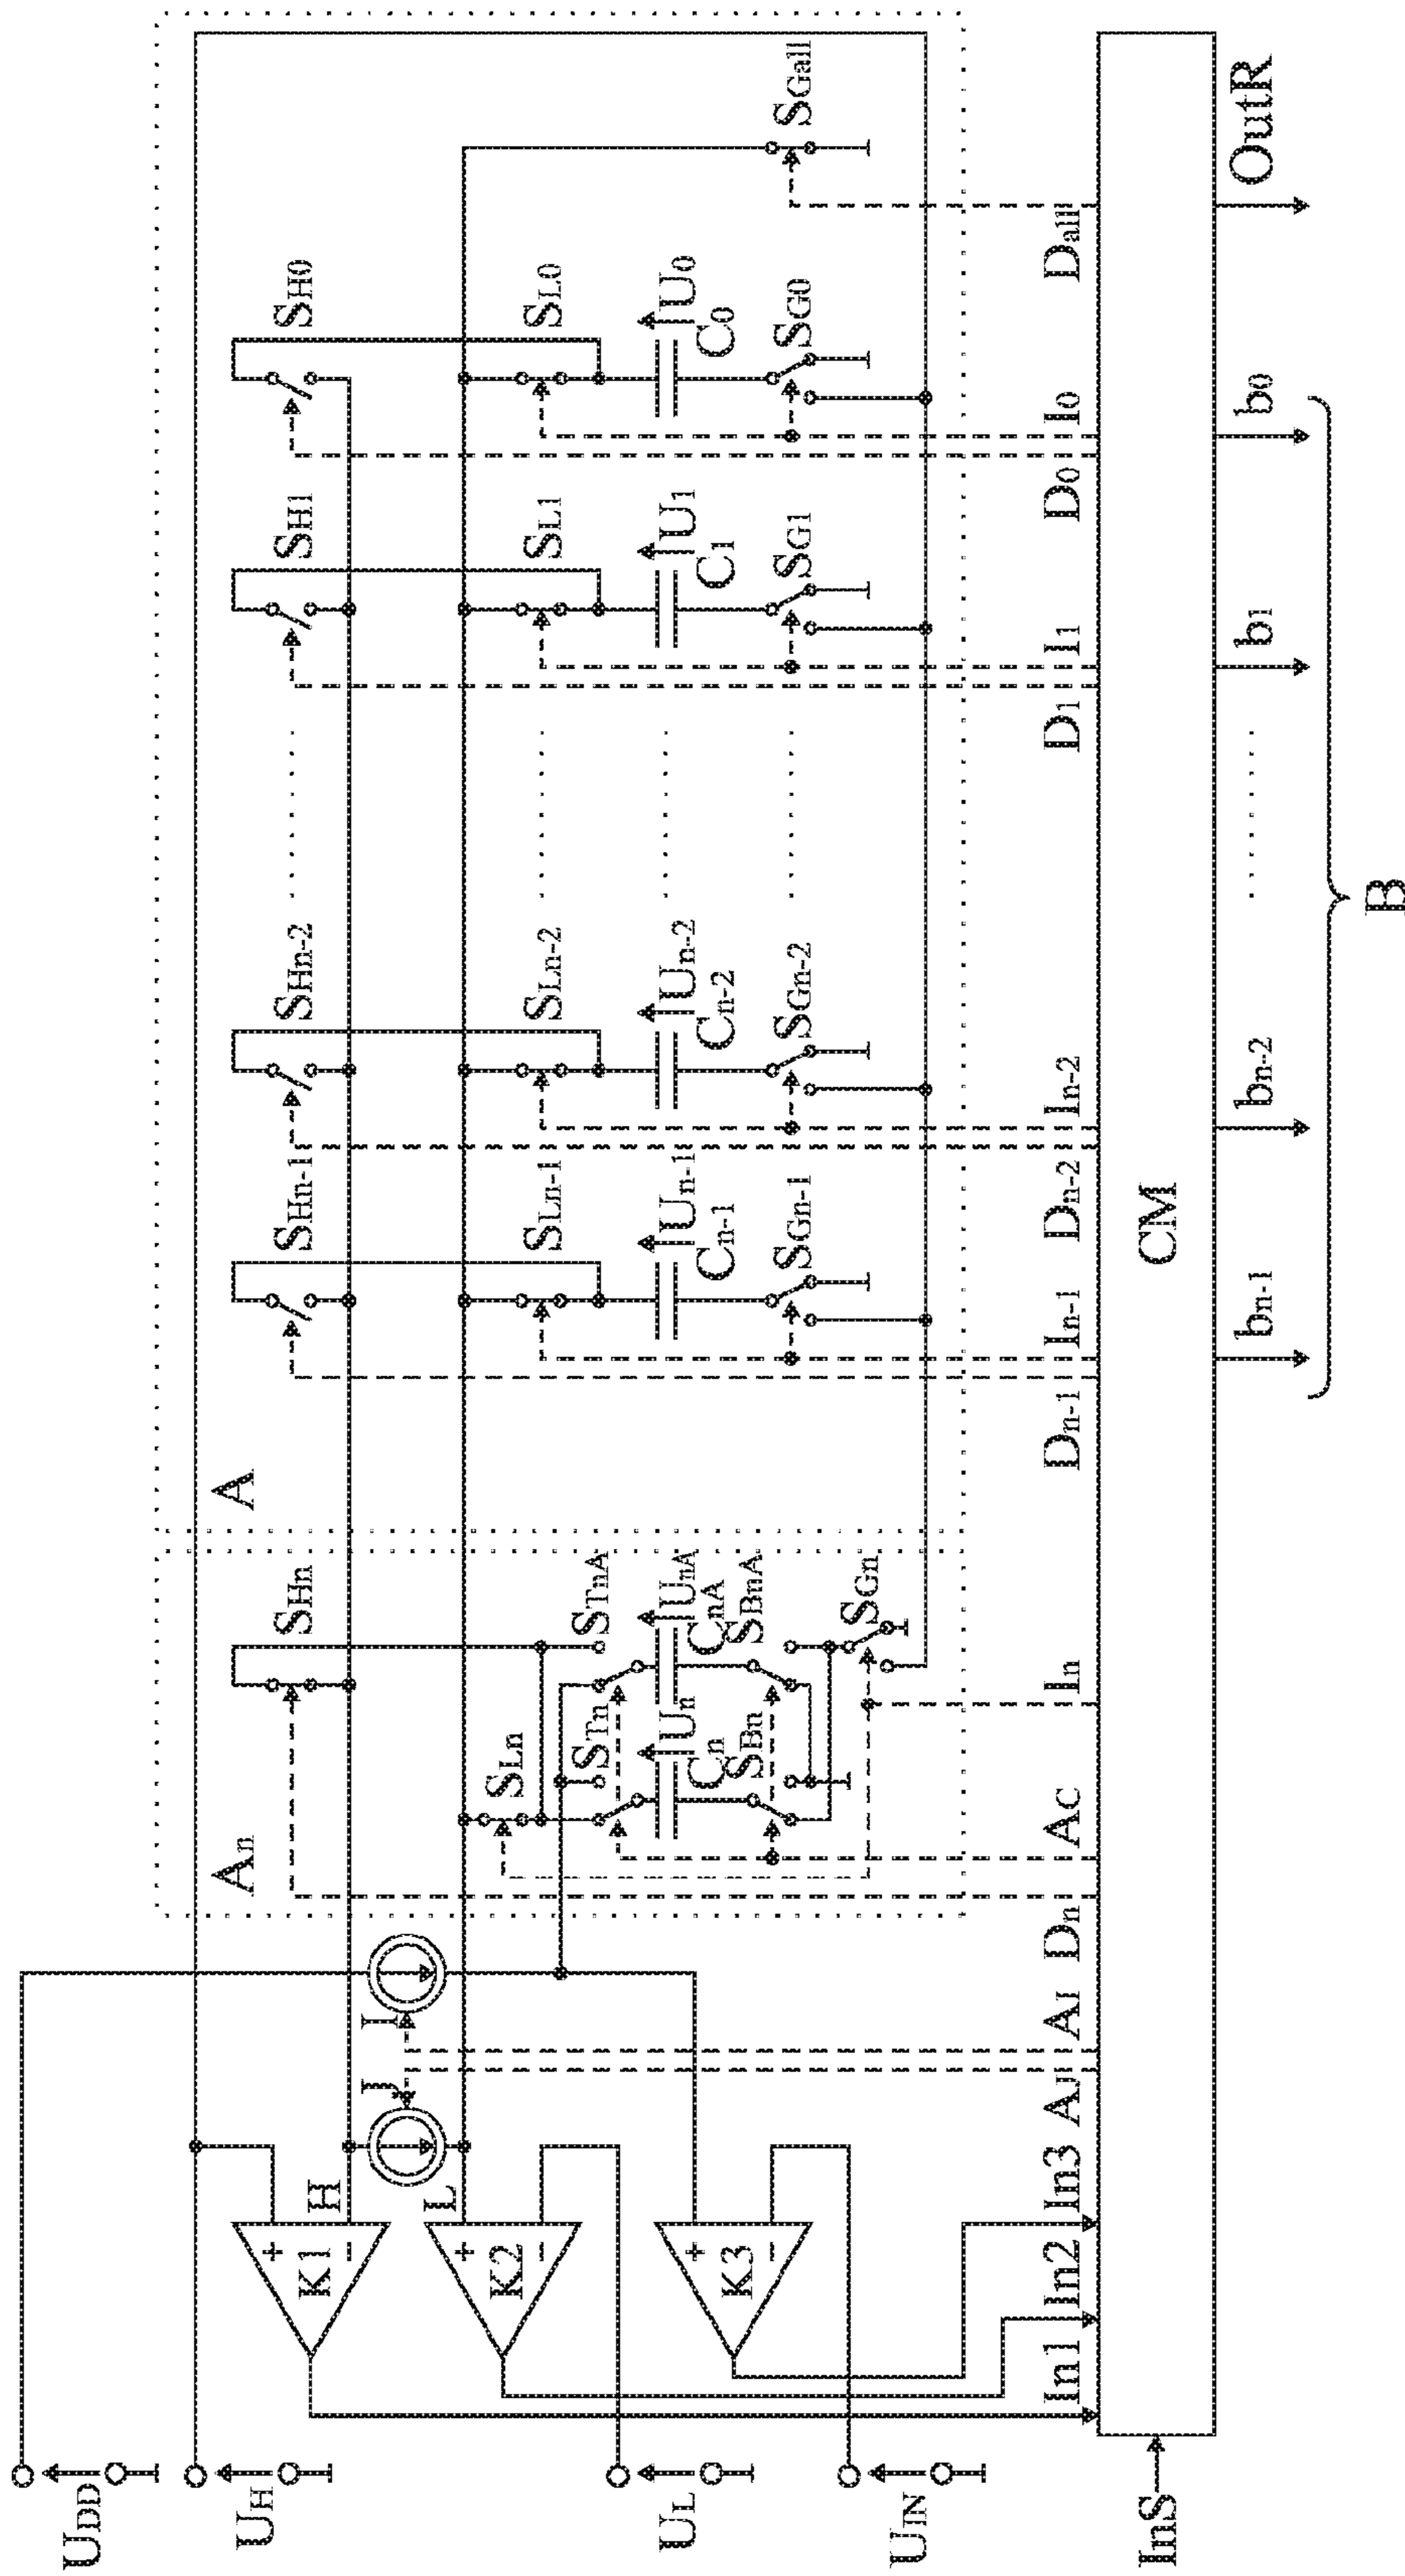 UDD
UH
UL
UIN
InS
K1
+
−
H
K2
+
−
L
K3
+
−
J
I
An
A
SHn
SHn-1
SHn-2
SH1
SH0
SLn
SLn-1
SLn-2
SL1
SL0
STn
STnA
Un
UnA
Un-1
Un-2
U1
U0
Cn
CnA
Cn-1
Cn-2
C1
C0
SBn
SBnA
SGn
SGn-1
SGn-2
SG1
SG0
SGall
In1
In2
In3
AJ
AI
Dn
AC
In
Dn-1
In-1
Dn-2
In-2
D1
I1
D0
I0
Dall
CM
bn-1
bn-2
b1
b0
OutR
B